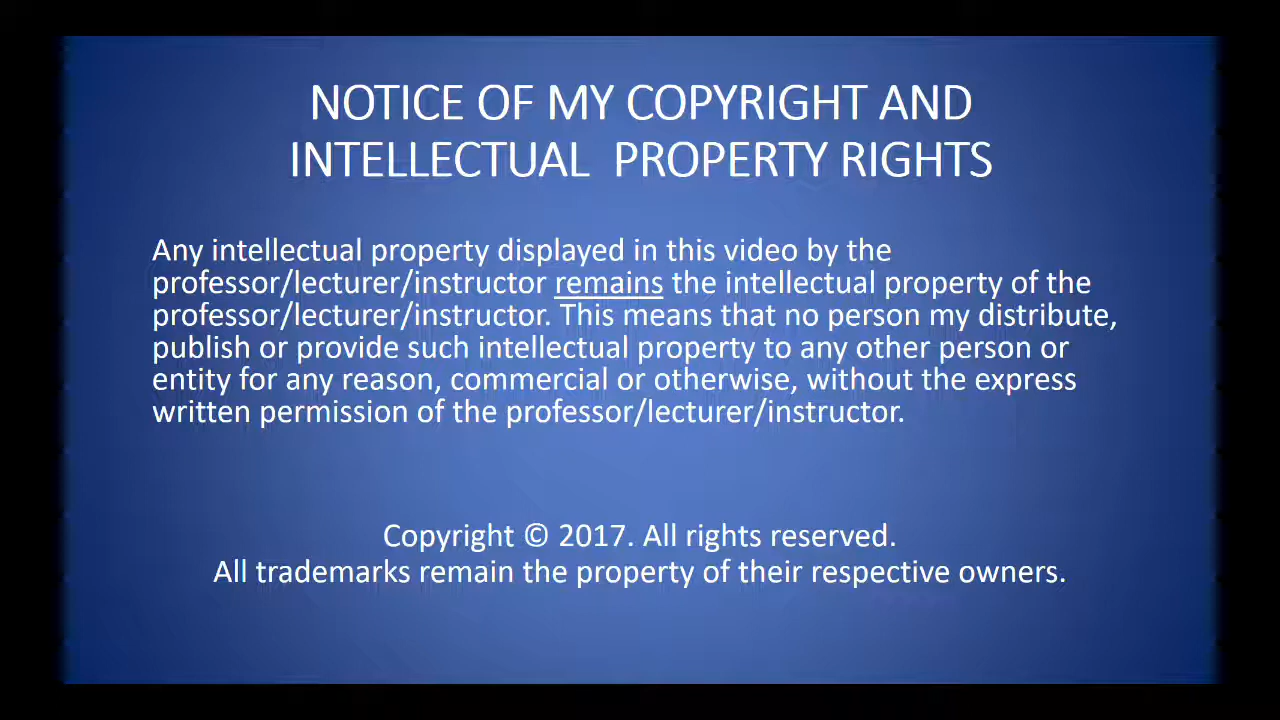 NOTICE OF MY COPYRIGHT AND
INTELLECTUAL PROPERTY RIGHTS
Any intellectual property displayed in this video by the
professor/lecturer/instructor remains the intellectual property of the
professor/lecturer/instructor. This means that no person my distribute,
publish or provide such intellectual property to any other person or
entity for any reason, commercial or otherwise, without the express
written permission of the professor/lecturer/instructor.
Copyright © 2017. All rights reserved.
All trademarks remain the property of their respective owners.